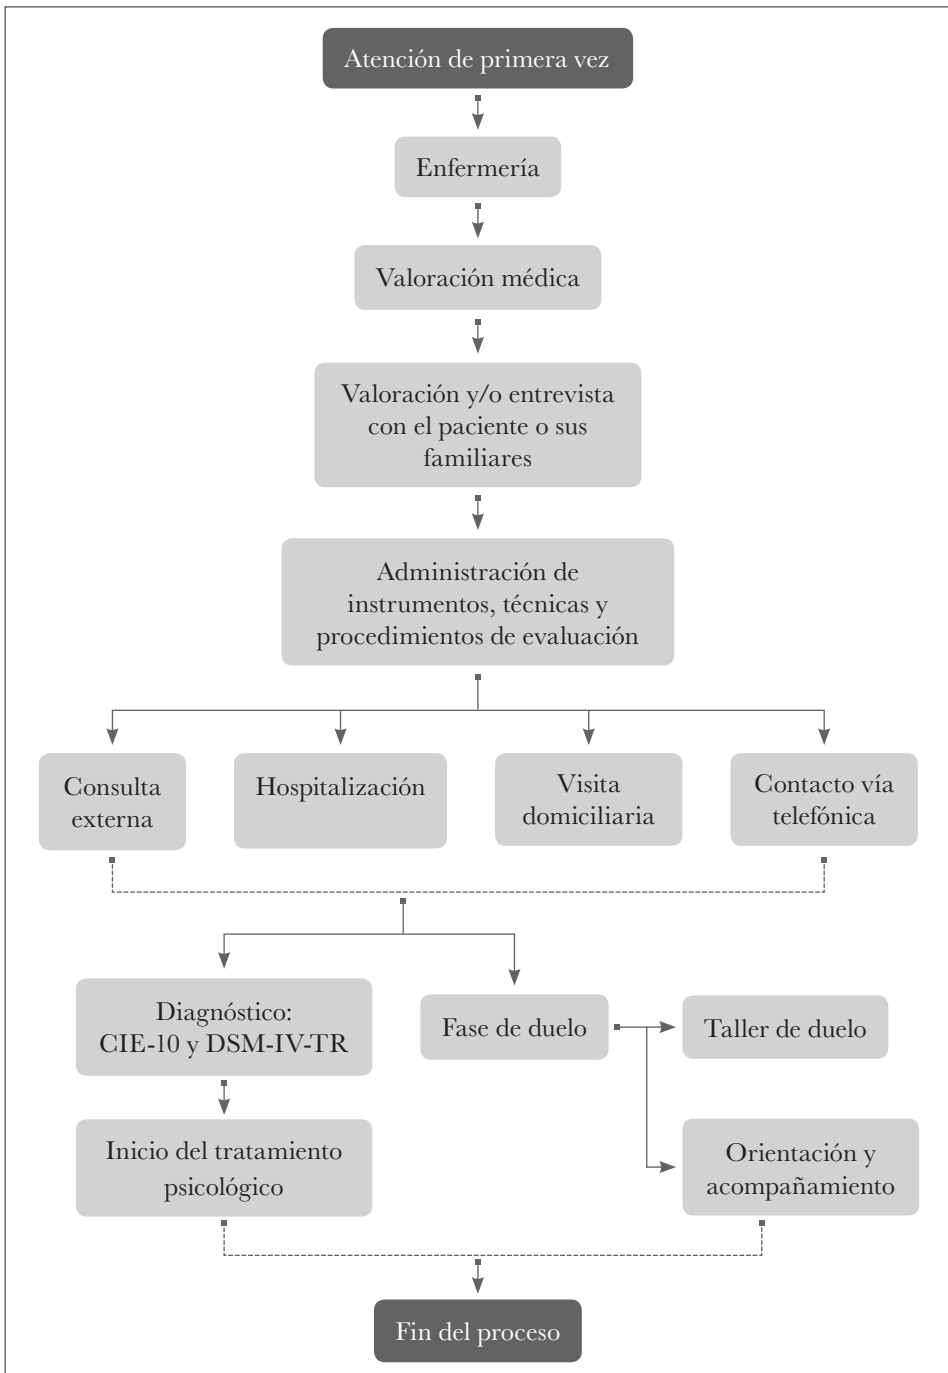 Atención de primera vez
Enfermería
Valoración médica
Valoración y/o entrevista
con el paciente o sus
familiares
Administración de
instrumentos, técnicas y
procedimientos de evaluación
Consulta
externa
Hospitalización
Visita
domiciliaria
Contacto vía
telefónica
Diagnóstico:
CIE-10 y DSM-IV-TR
Fase de duelo
Taller de duelo
Inicio del tratamiento
psicológico
Orientación y
acompañamiento
Fin del proceso